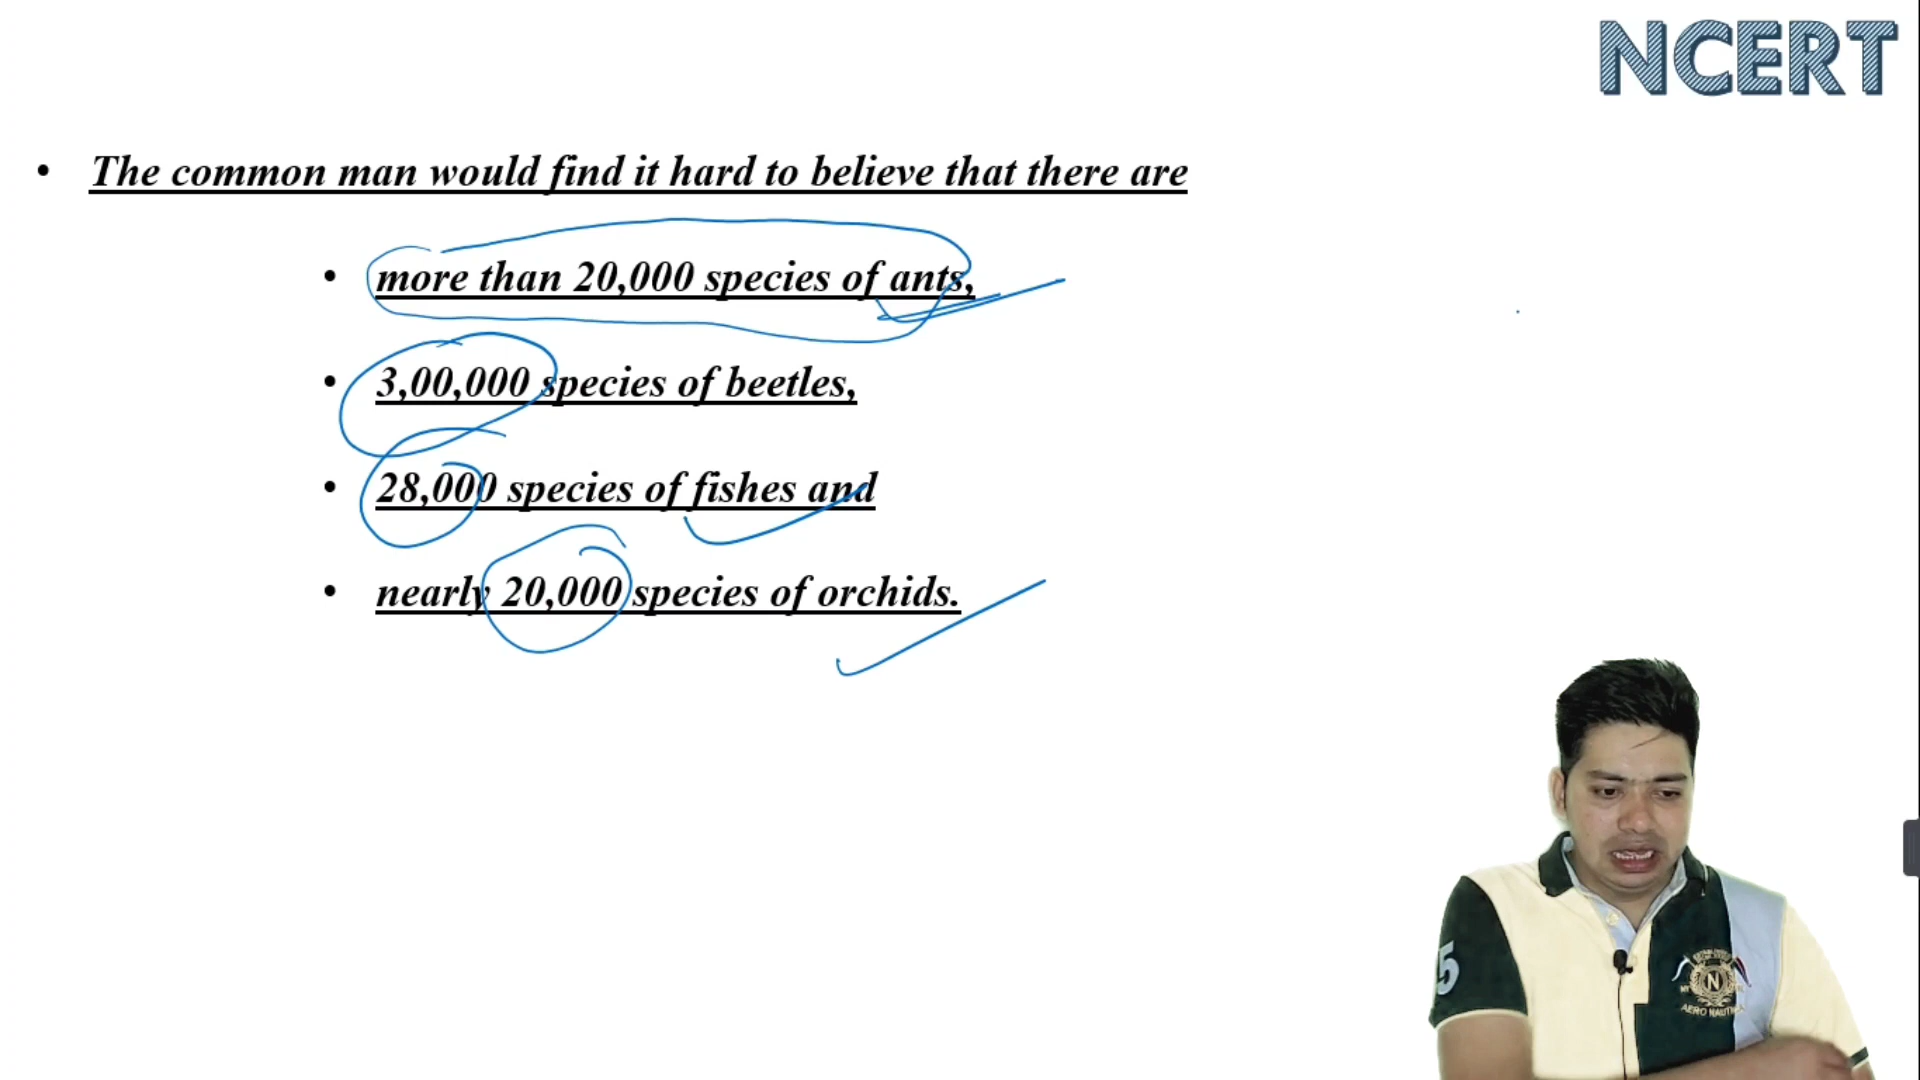 NCERT
• The common man would find it hard to believe that there are
• more than 20,000 species of ants,
• 3,00,000 species of beetles,
• 28,000 species of fishes and
• nearly 20,000 species of orchids.
5
N